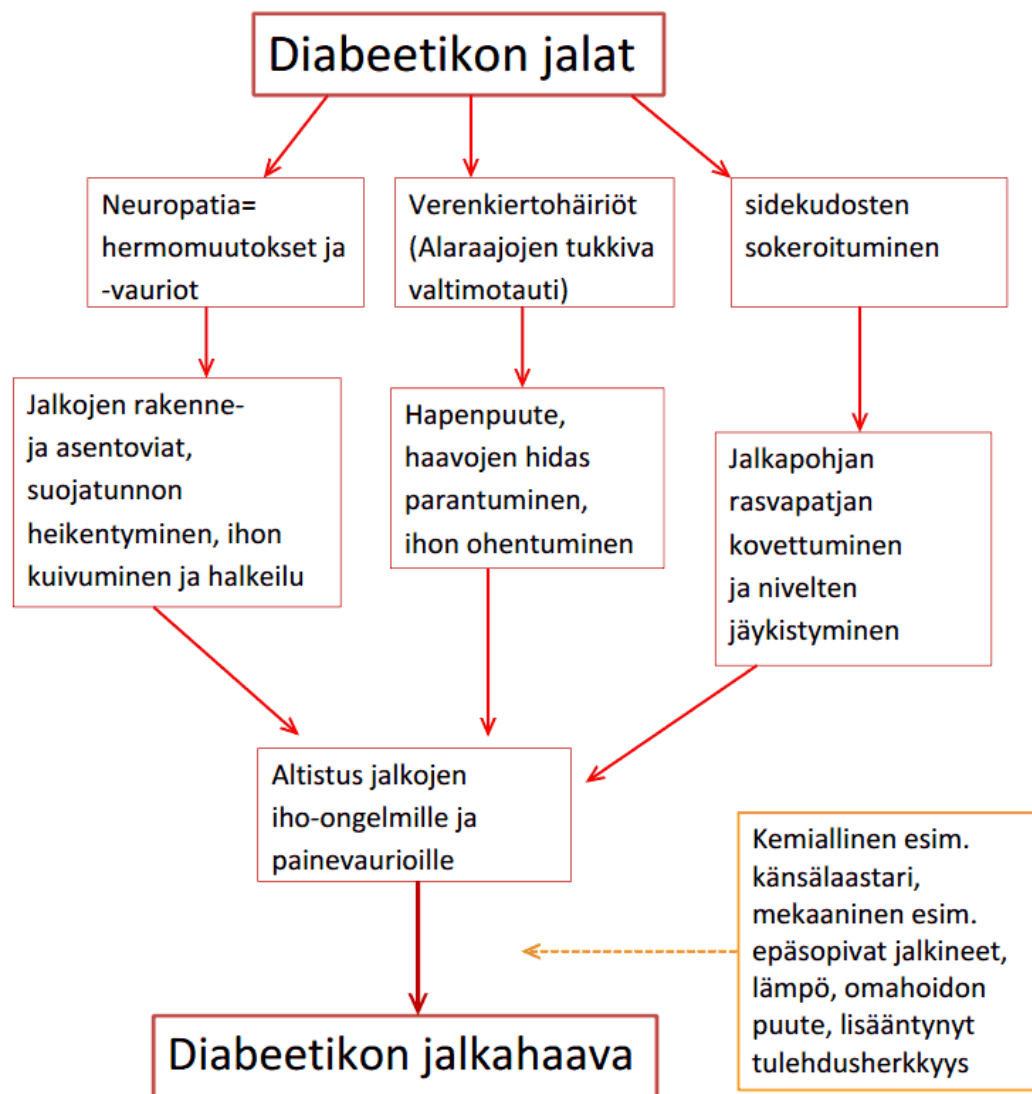 Diabeetikon jalat
Neuropatia=
hermomuutokset ja
-vauriot
Verenkiertohäiriöt
(Alaraajojen tukkiva
valtimotauti)
sidekudosten
sokeroituminen
Jalkojen rakenne-
ja asentoviat,
suojatunnon
heikentyminen, ihon
kuivuminen ja halkeilu
Hapenpuute,
haavojen hidas
parantuminen,
ihon ohentuminen
Jalkapohjan
rasvapatjan
kovettuminen
ja nivelten
jäykistyminen
Altistus jalkojen
iho-ongelmille ja
painevaurioille
Kemiallinen esim.
känsälaastari,
mekaaninen esim.
epäsopivat jalkineet,
lämpö, omahoidon
puute, lisääntynyt
tulehdusherkkyys
Diabeetikon jalkahaava